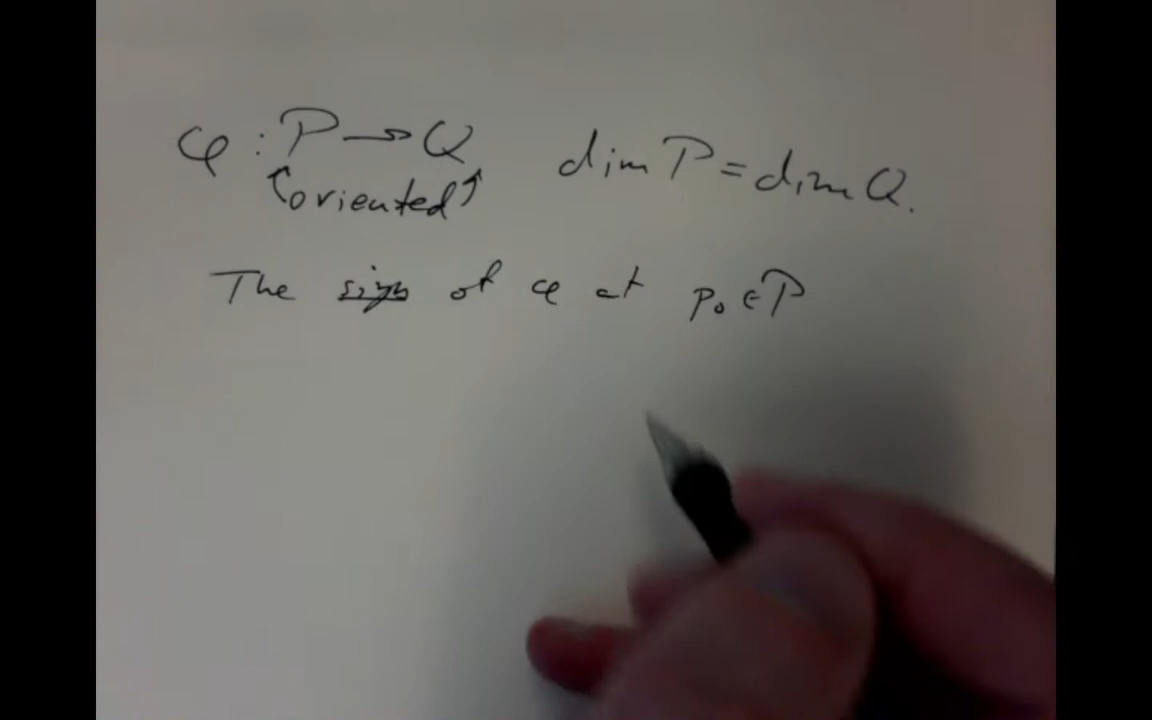 φ : P → Q dim P = dim Q.
oriented
The sign of φ at p₀ ∈ P